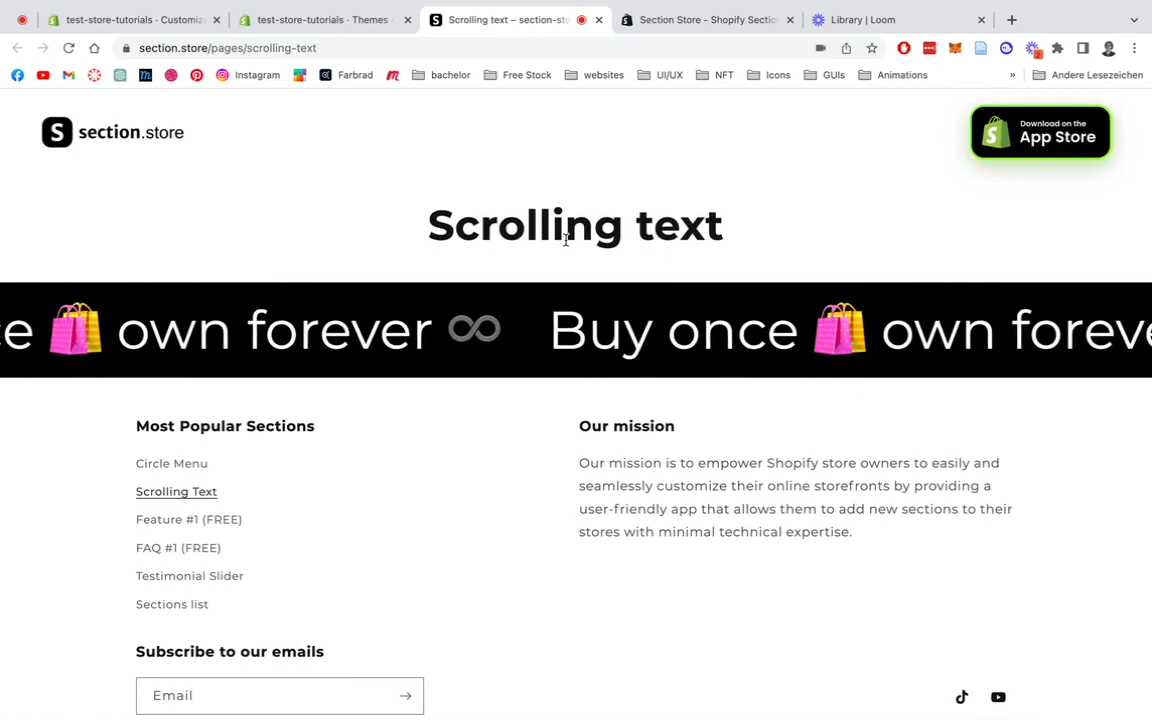 test-store-tutorials · Customize
test-store-tutorials · Themes ·
Scrolling text – section-sto
Section Store - Shopify Section
Library | Loom
section.store/pages/scrolling-text
Instagram
Farbrad
bachelor
Free Stock
websites
UI/UX
NFT
Icons
GUIs
Animations
»
Andere Lesezeichen
S section.store
Download on the
App Store
Scrolling text
ce 🛍️ own forever ♾ Buy once 🛍️ own foreve
Most Popular Sections
Circle Menu
Scrolling Text
Feature #1 (FREE)
FAQ #1 (FREE)
Testimonial Slider
Sections list
Our mission
Our mission is to empower Shopify store owners to easily and
seamlessly customize their online storefronts by providing a
user-friendly app that allows them to add new sections to their
stores with minimal technical expertise.
Subscribe to our emails
Email